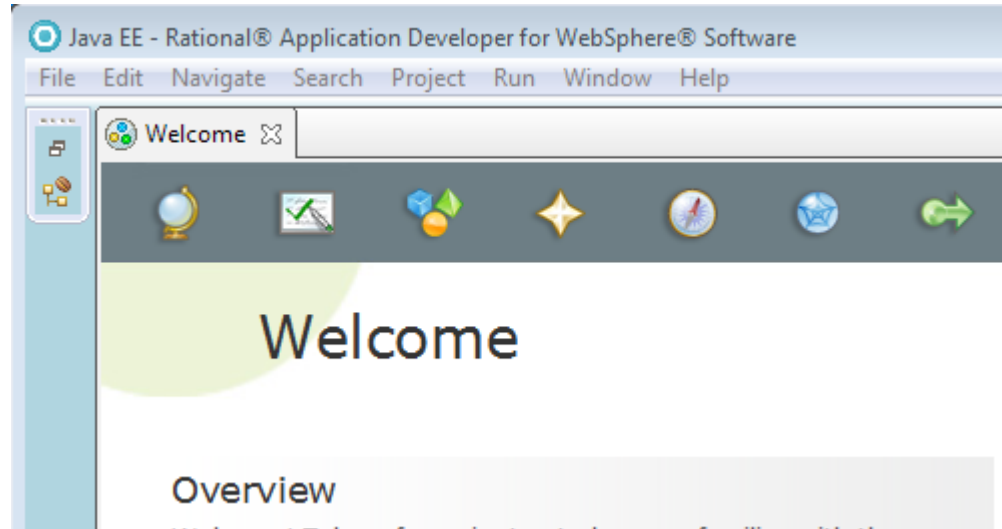 Java EE - Rational® Application Developer for WebSphere® Software
File Edit Navigate Search Project Run Window Help
Welcome
Welcome
Overview